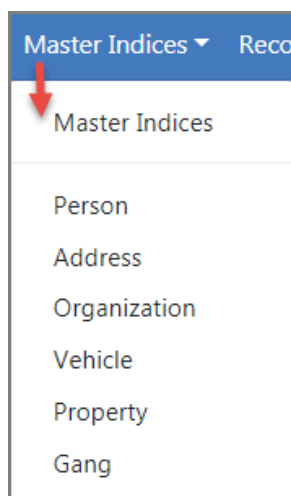 Master Indices Reco
Master Indices
Person
Address
Organization
Vehicle
Property
Gang